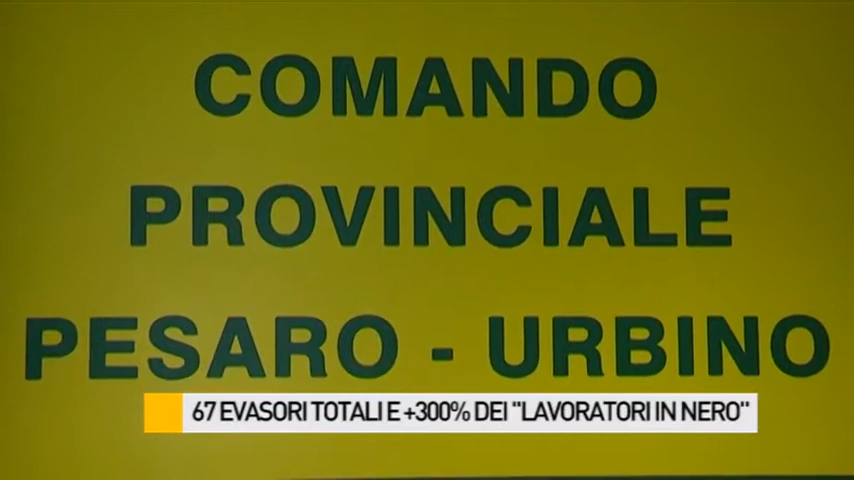 COMANDO
PROVINCIALE
PESARO - URBINO
67 EVASORI TOTALI E +300% DEI "LAVORATORI IN NERO"